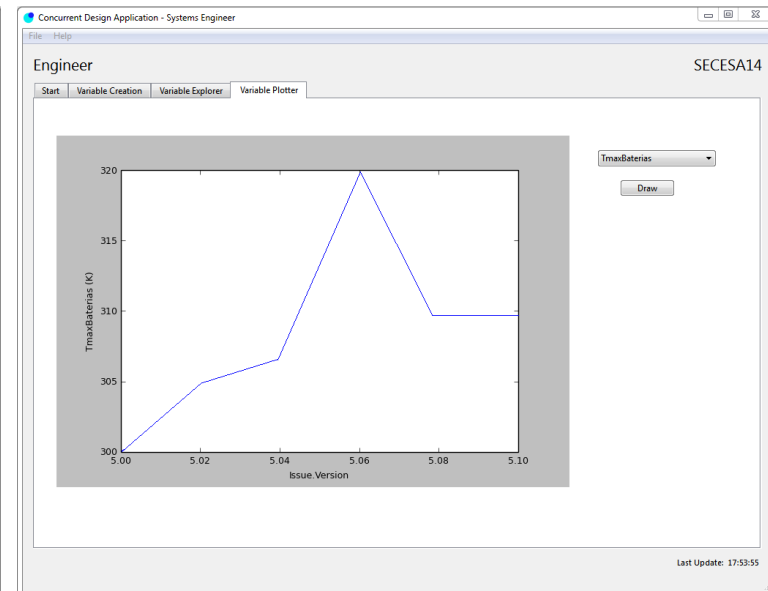 Concurrent Design Application - Systems Engineer
File Help
Engineer
SECESA14
Start Variable Creation Variable Explorer Variable Plotter
TmaxBaterias
Draw
320
315
310
305
300
TmaxBaterias (K)
5.00 5.02 5.04 5.06 5.08 5.10
Issue.Version
Last Update: 17:53:55